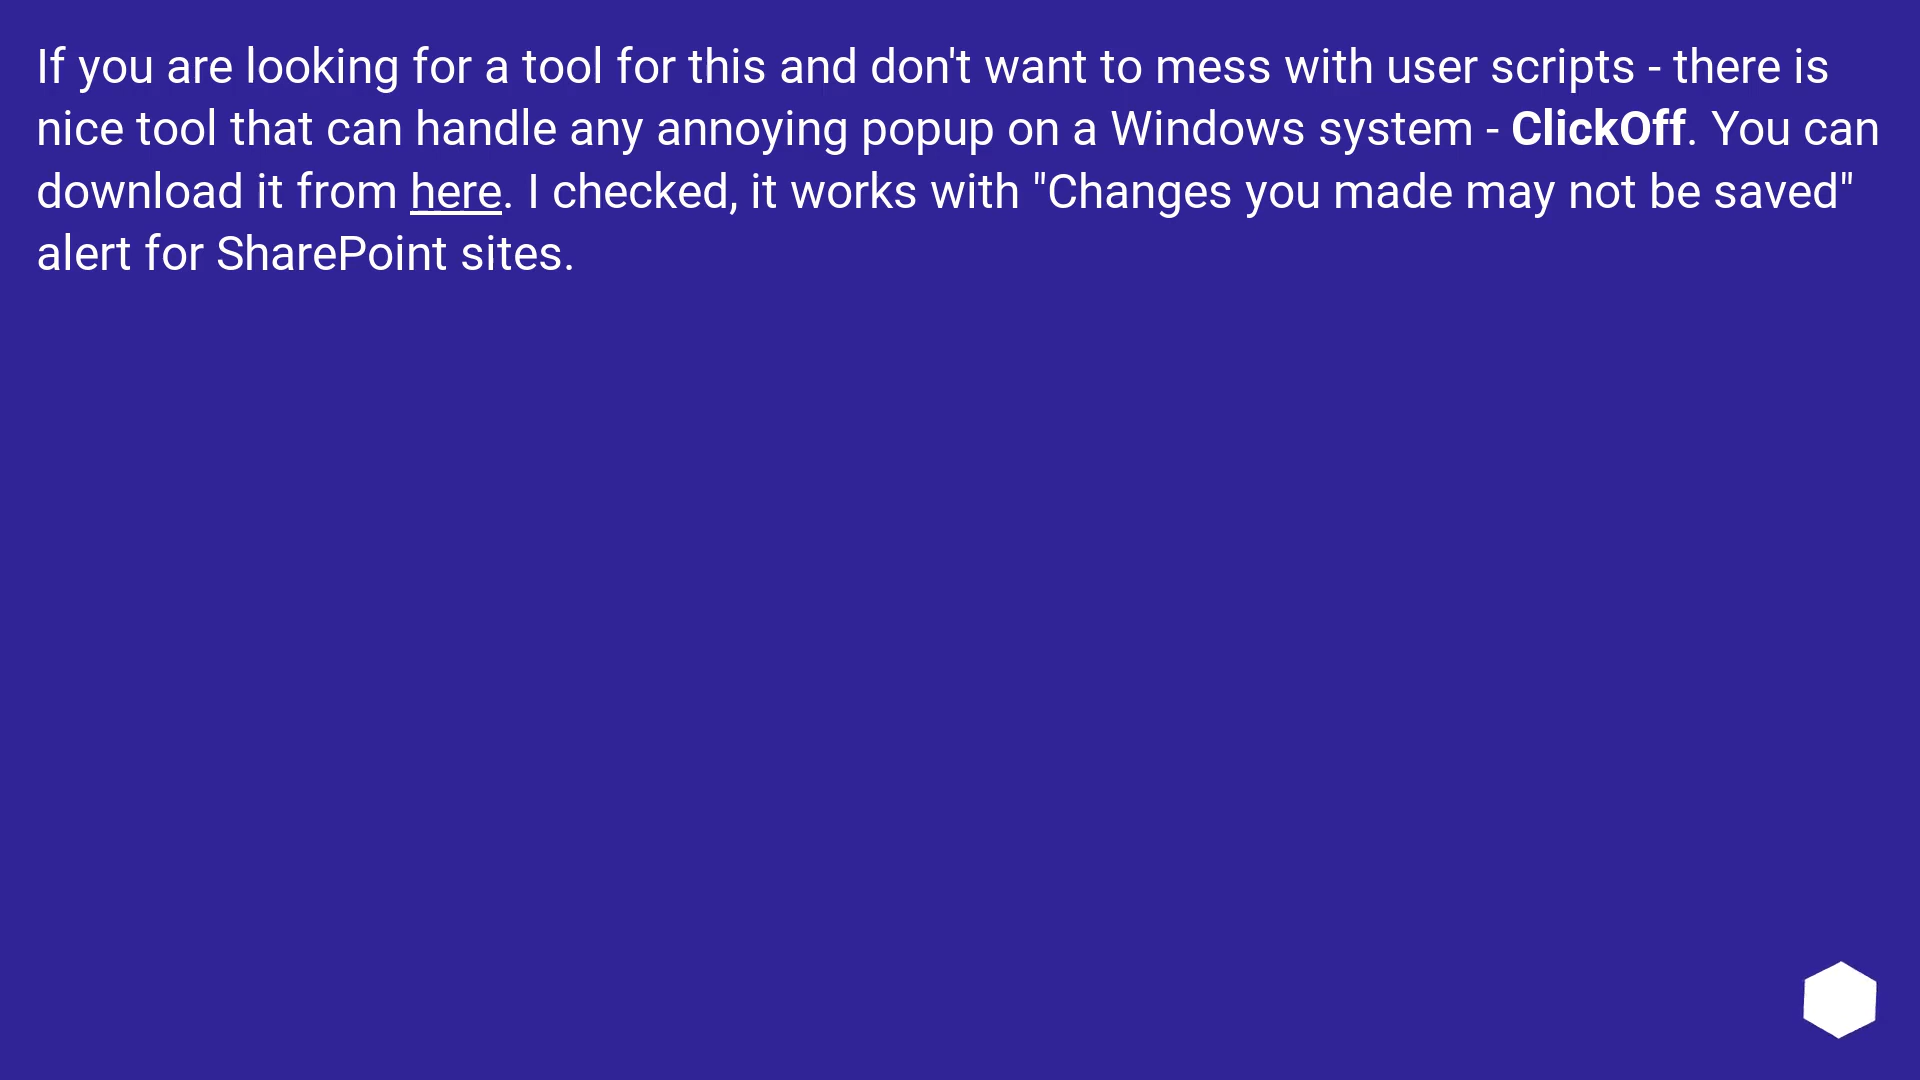 If you are looking for a tool for this and don't want to mess with user scripts - there is
nice tool that can handle any annoying popup on a Windows system - ClickOff. You can
download it from here. I checked, it works with "Changes you made may not be saved"
alert for SharePoint sites.